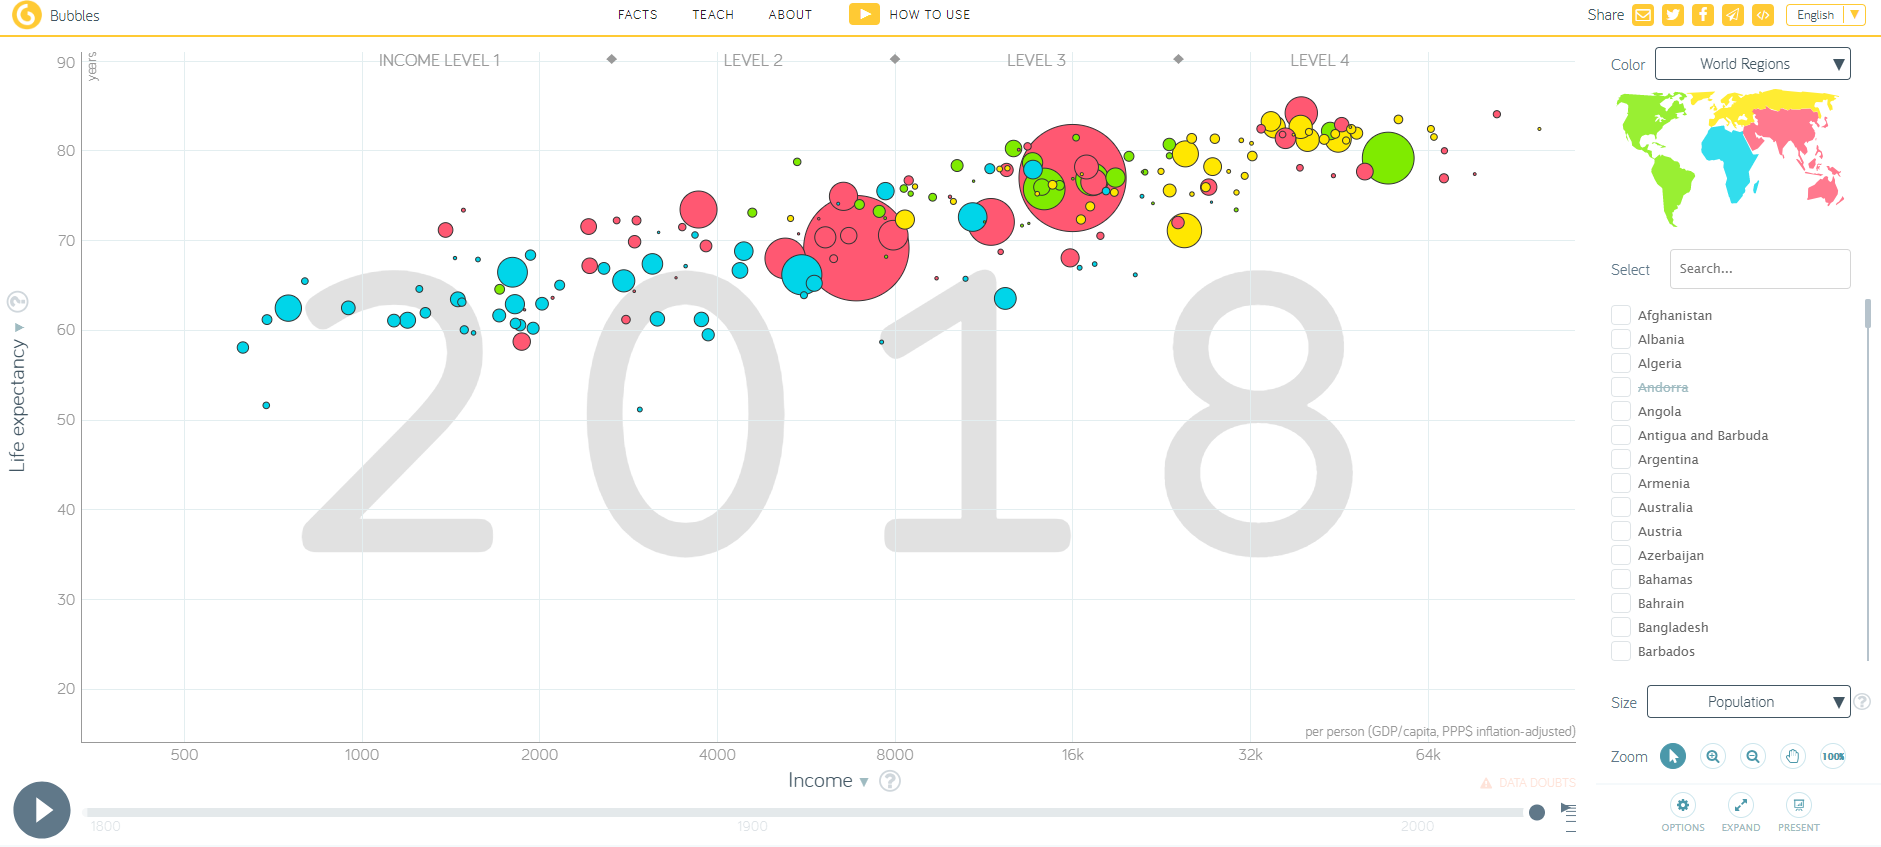 Bubbles
FACTS TEACH ABOUT HOW TO USE
Share English
90 years INCOME LEVEL 1 LEVEL 2 LEVEL 3 LEVEL 4
80
70
60
50
40
30
20
Life expectancy
2018
per person (GDP/capita, PPP$ inflation-adjusted)
500 1000 2000 4000 8000 16k 32k 64k
Income ?
DATA DOUBTS
1800 1900 2000
Color World Regions
Select Search...
Afghanistan
Albania
Algeria
Andorra
Angola
Antigua and Barbuda
Argentina
Armenia
Australia
Austria
Azerbaijan
Bahamas
Bahrain
Bangladesh
Barbados
Size Population ?
Zoom 100%
OPTIONS EXPAND PRESENT